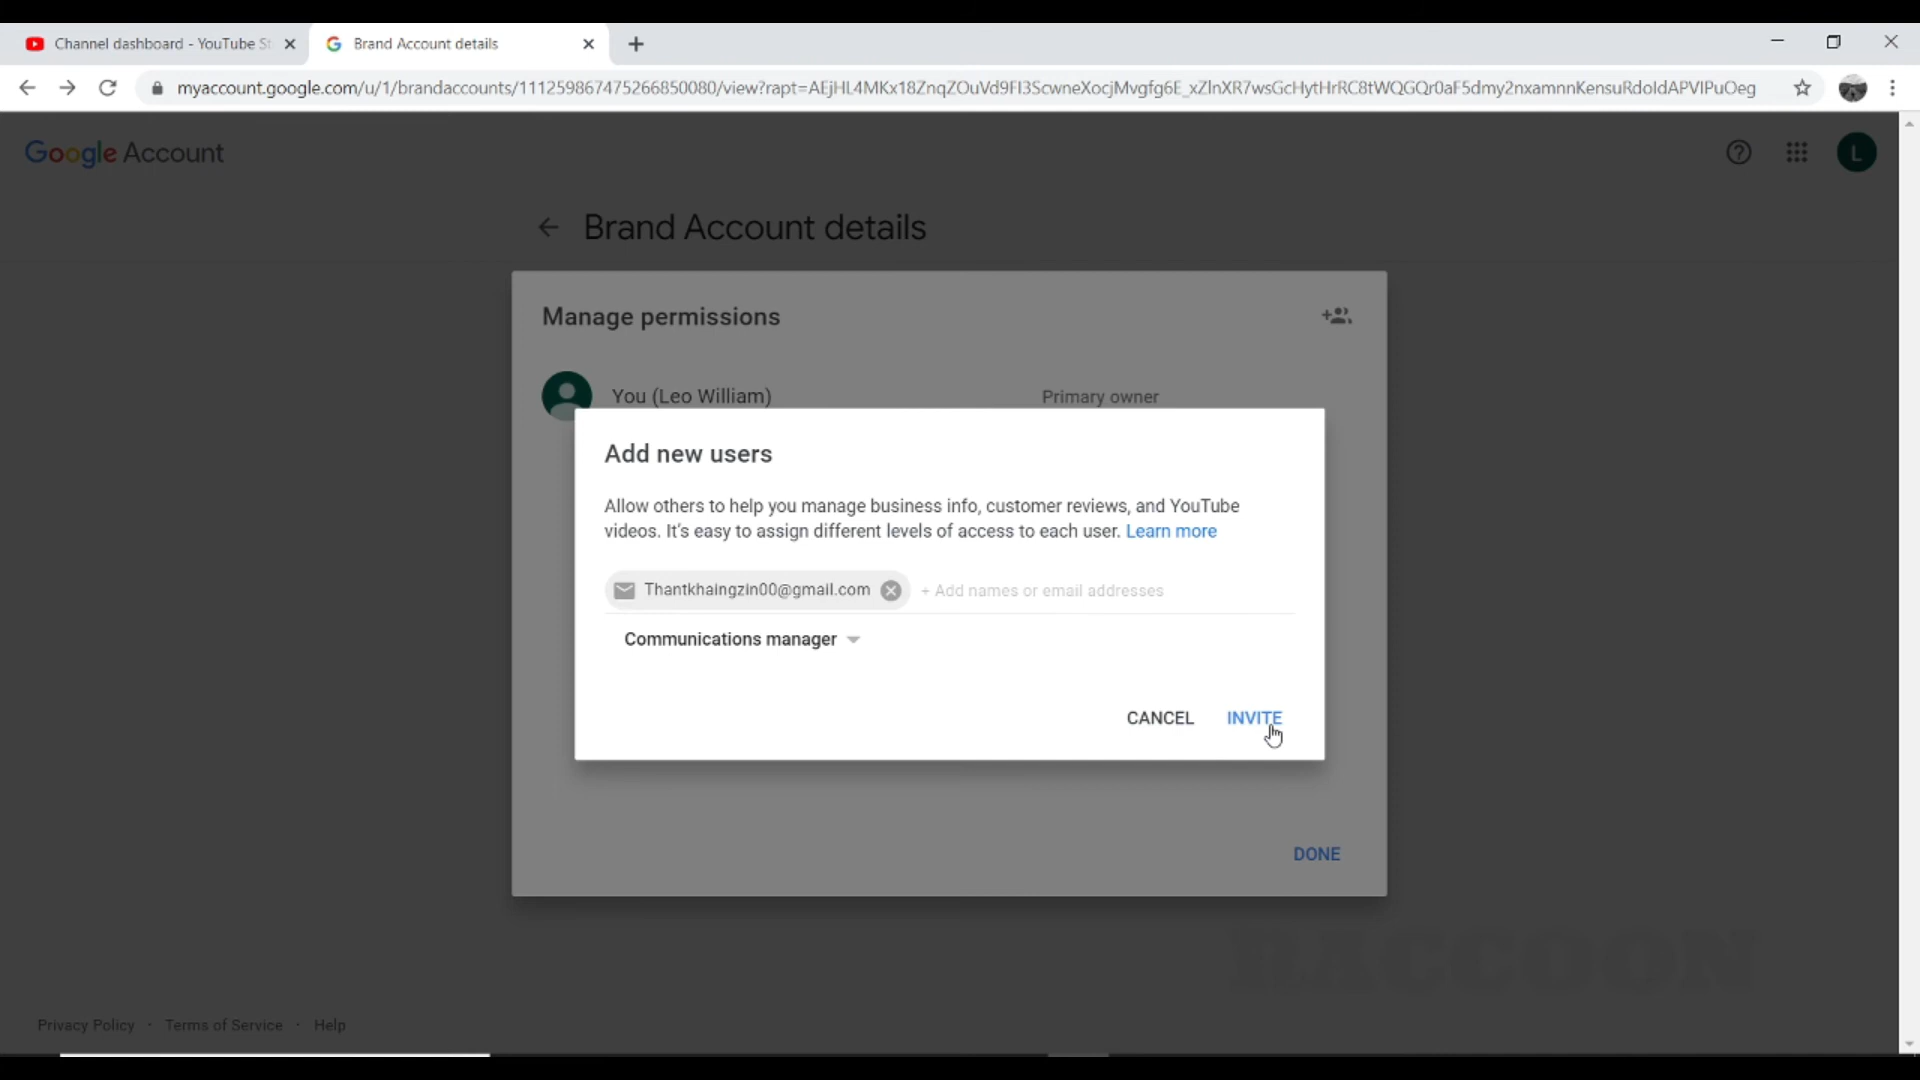 Channel dashboard - YouTube St
Brand Account details
myaccount.google.com/u/1/brandaccounts/111259867475266850080/view?rapt=AEjHL4MKx18ZnqZOuVd9FI3ScwneXocjMvgfg6E_xZlnXR7wsGcHytHrRC8tWQGQr0aF5dmy2nxamnnKensuRdoIdAPVIPuOeg
Google Account
L
Brand Account details
Manage permissions
You (Leo William)
Primary owner
Add new users
Allow others to help you manage business info, customer reviews, and YouTube
videos. It's easy to assign different levels of access to each user. Learn more
Thantkhaingzin00@gmail.com
+ Add names or email addresses
Communications manager
CANCEL
INVITE
DONE
RACCOON
Privacy Policy · Terms of Service · Help